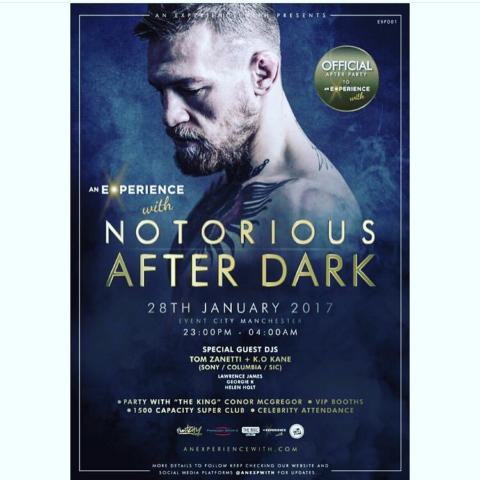 AN EXPERIENCE WITH PRESENTS
E9P001
OFFICIAL
AFTER PARTY
TO
AN EXPERIENCE
with
AN EXPERIENCE
with
NOTORIOUS
AFTER DARK
28TH JANUARY 2017
EVENT CITY MANCHESTER
23:00PM - 04:00AM
SPECIAL GUEST DJS
TOM ZANETTI + K.O KANE
(SONY / COLUMBIA / SIC)
LAWRENCE JAMES
GEORGIE K
HELEN HOLT
PARTY WITH "THE KING" CONOR MCGREGOR • VIP BOOTHS
1500 CAPACITY SUPER CLUB • CELEBRITY ATTENDANCE
ANEXPERIENCEWITH.COM
MORE DETAILS TO FOLLOW KEEP CHECKING OUR WEBSITE AND
SOCIAL MEDIA PLATFORMS @ANEXPWITH FOR UPDATES...